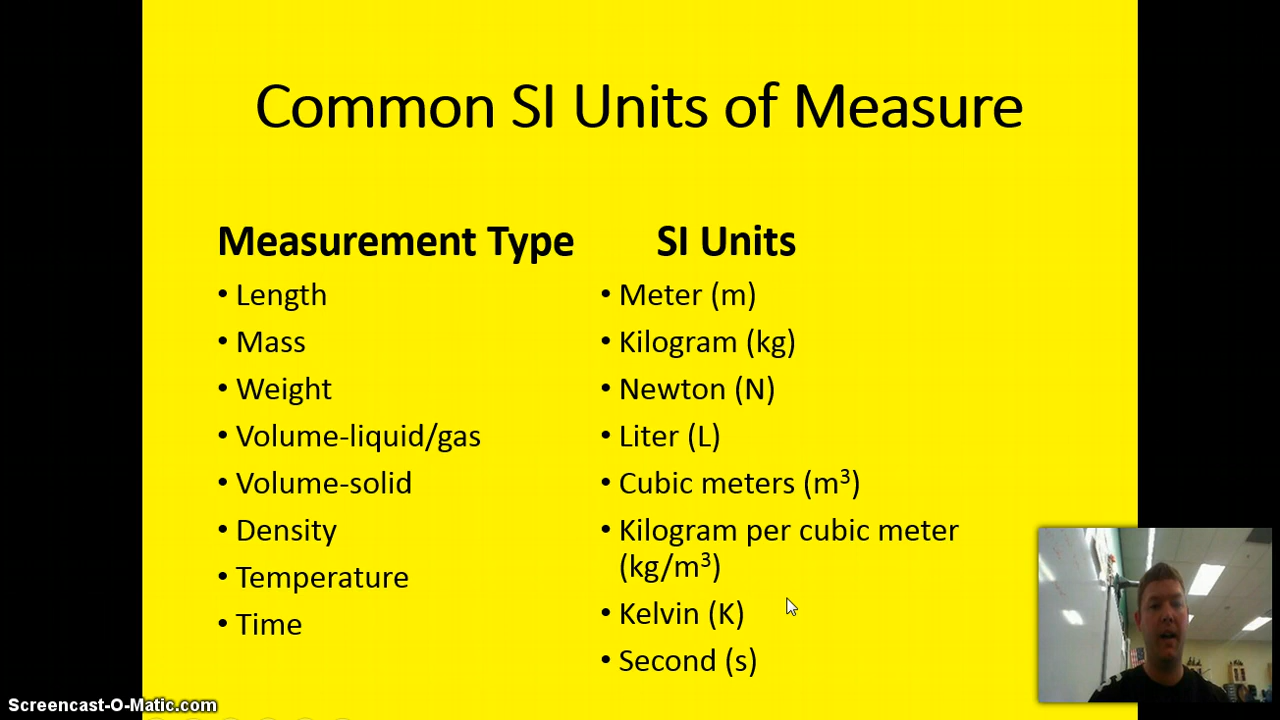 Common SI Units of Measure
Measurement Type
• Length
• Mass
• Weight
• Volume-liquid/gas
• Volume-solid
• Density
• Temperature
• Time
SI Units
• Meter (m)
• Kilogram (kg)
• Newton (N)
• Liter (L)
• Cubic meters (m³)
• Kilogram per cubic meter
(kg/m³)
• Kelvin (K)
• Second (s)
Screencast-O-Matic.com